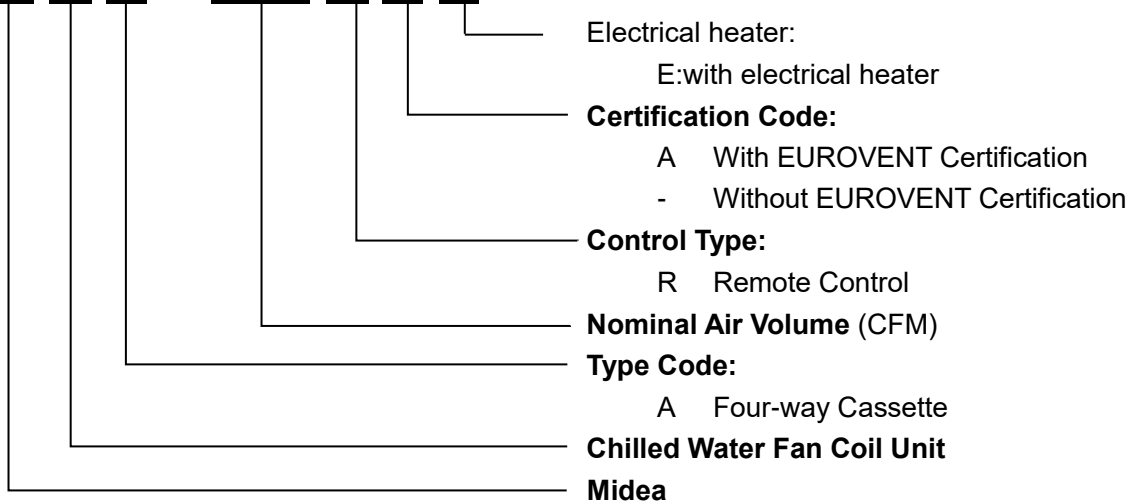 Electrical heater:
E:with electrical heater
Certification Code:
A With EUROVENT Certification
- Without EUROVENT Certification
Control Type:
R Remote Control
Nominal Air Volume (CFM)
Type Code:
A Four-way Cassette
Chilled Water Fan Coil Unit
Midea